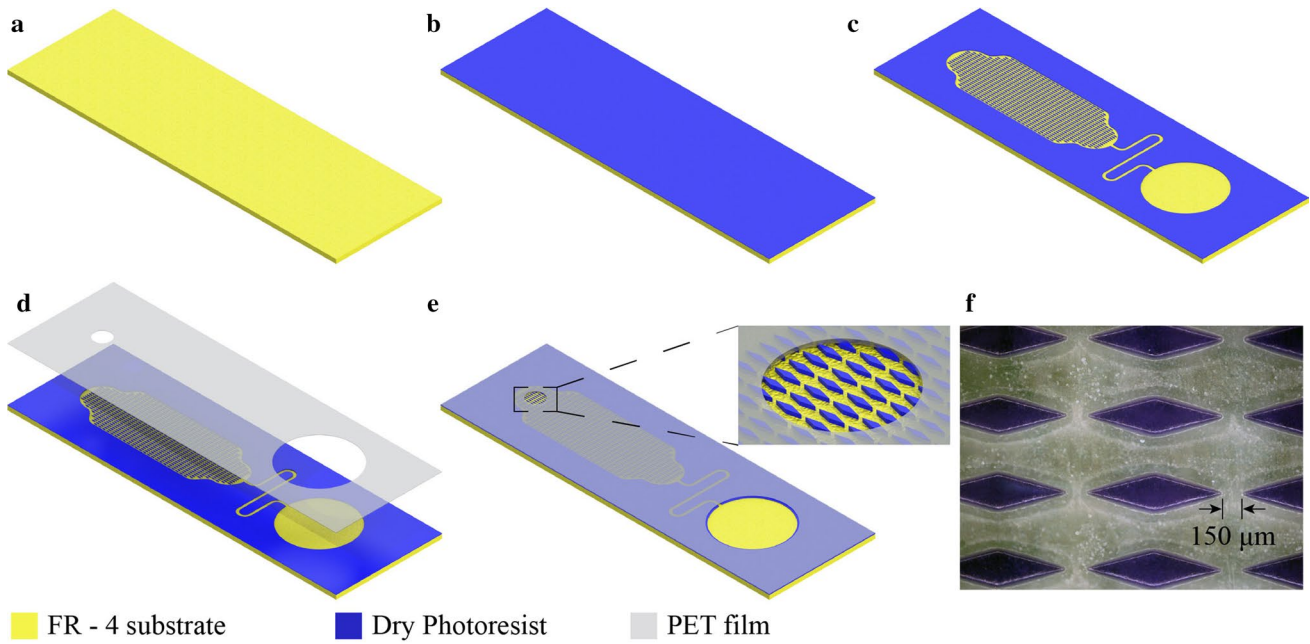 a
b
c
d
e
f
150 μm
FR - 4 substrate
Dry Photoresist
PET film